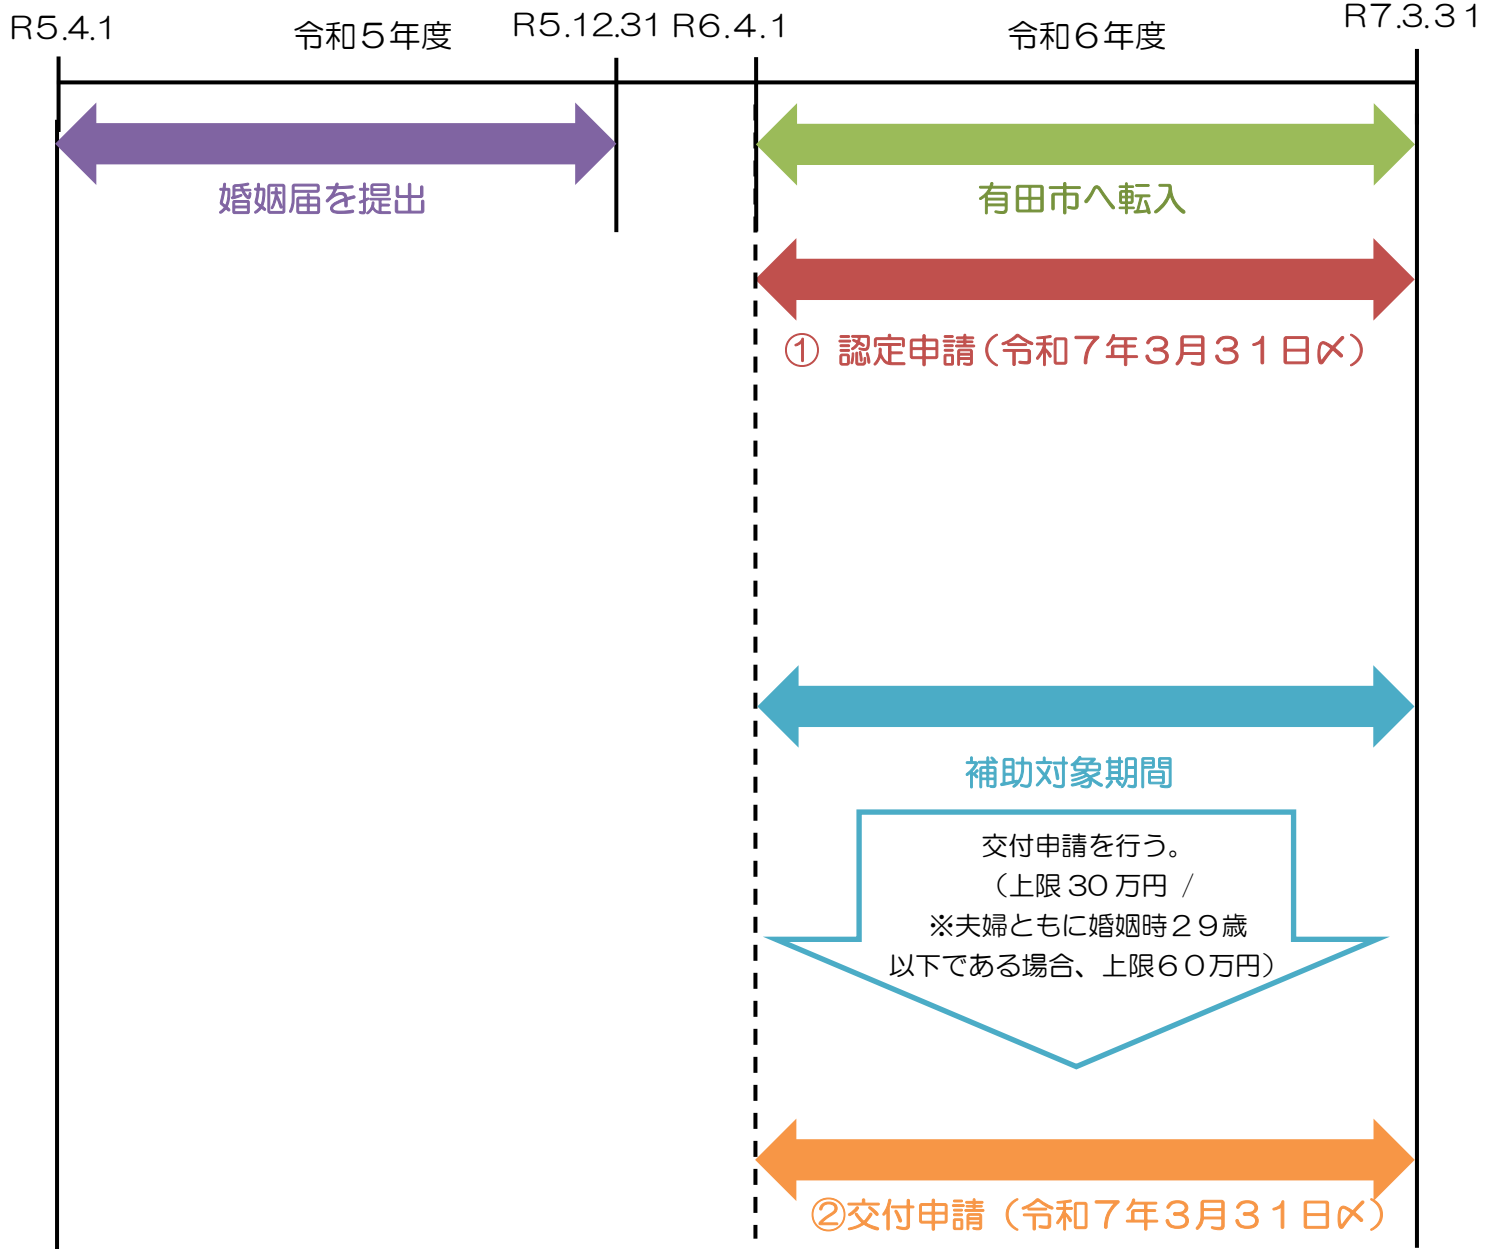 R5.4.1
令和５年度
R5.12.31
R6.4.1
令和６年度
R7.3.31
婚姻届を提出
有田市へ転入
① 認定申請（令和７年３月３１日〆）
補助対象期間
交付申請を行う。
（上限 30 万円 /
※夫婦ともに婚姻時２９歳
以下である場合、上限６０万円）
②交付申請（令和７年３月３１日〆）